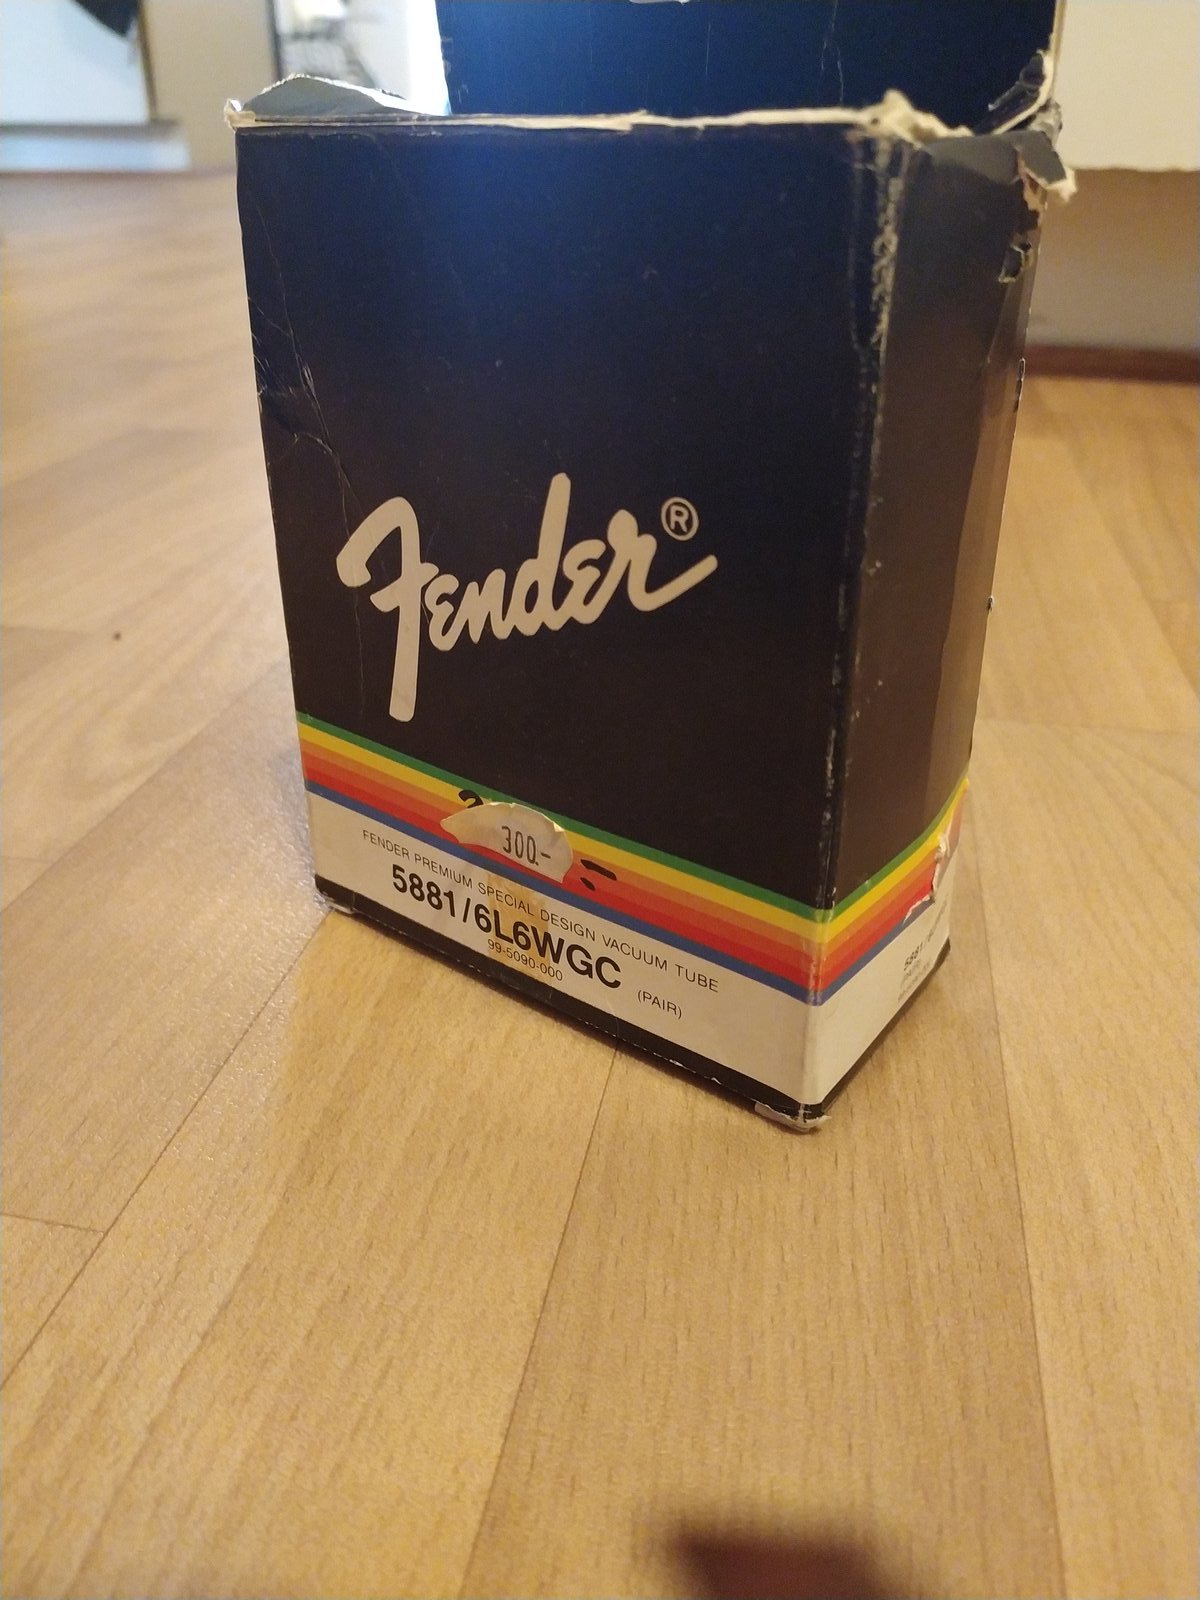 Fender®
300.-
FENDER PREMIUM SPECIAL DESIGN VACUUM TUBE
5881/6L6WGC
99-5090-000
(PAIR)